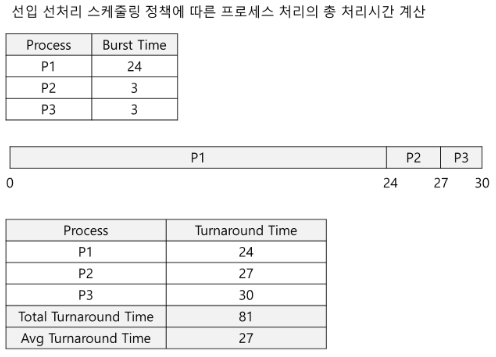 선입 선처리 스케줄링 정책에 따른 프로세스 처리의 총 처리시간 계산
Process Burst Time
P1 24
P2 3
P3 3
P1 P2 P3
0 24 27 30
Process Turnaround Time
P1 24
P2 27
P3 30
Total Turnaround Time 81
Avg Turnaround Time 27